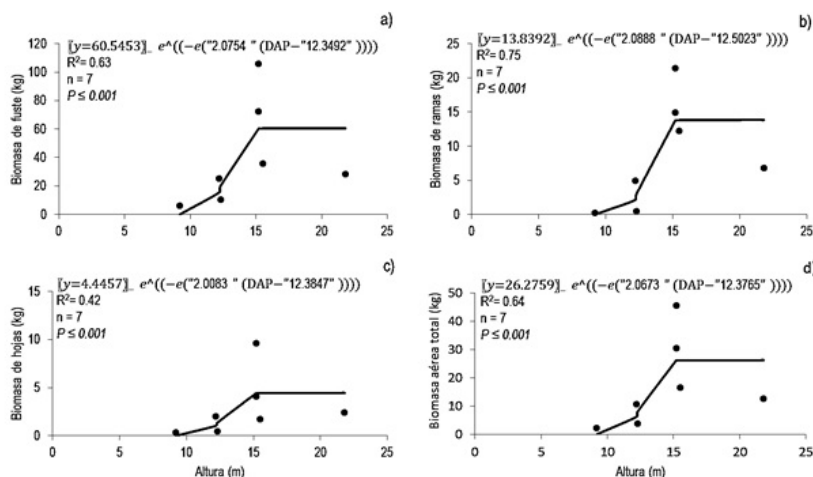 a)
⟦y=60.5453⟧_ e^((−e("2.0754 " (DAP−"12.3492" ))))
R²= 0.63
n = 7
P ≤ 0.001
Biomasa de fuste (kg)
120
100
80
60
40
20
0
0 5 10 15 20 25
b)
⟦y=13.8392⟧_ e^((−e("2.0888 " (DAP−"12.5023" ))))
R²= 0.75
n = 7
P ≤ 0.001
Biomasa de ramas (kg)
25
20
15
10
5
0
0 5 10 15 20 25
c)
⟦y=4.4457⟧_ e^((−e("2.0083 " (DAP−"12.3847" ))))
R²= 0.42
n = 7
P ≤ 0.001
Biomasa de hojas (kg)
15
10
5
0
0 5 10 15 20 25
Altura (m)
d)
⟦y=26.2759⟧_ e^((−e("2.0673 " (DAP−"12.3765" ))))
R²= 0.64
n = 7
P ≤ 0.001
Biomasa aérea total (kg)
50
40
30
20
10
0
0 5 10 15 20 25
Altura (m)